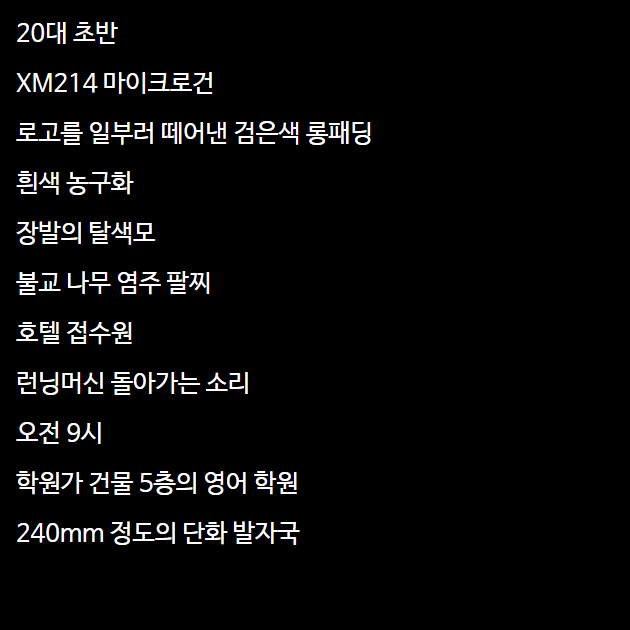 20대 초반
XM214 마이크로건
로고를 일부러 떼어낸 검은색 롱패딩
흰색 농구화
장발의 탈색모
불교 나무 염주 팔찌
호텔 접수원
런닝머신 돌아가는 소리
오전 9시
학원가 건물 5층의 영어 학원
240mm 정도의 단화 발자국